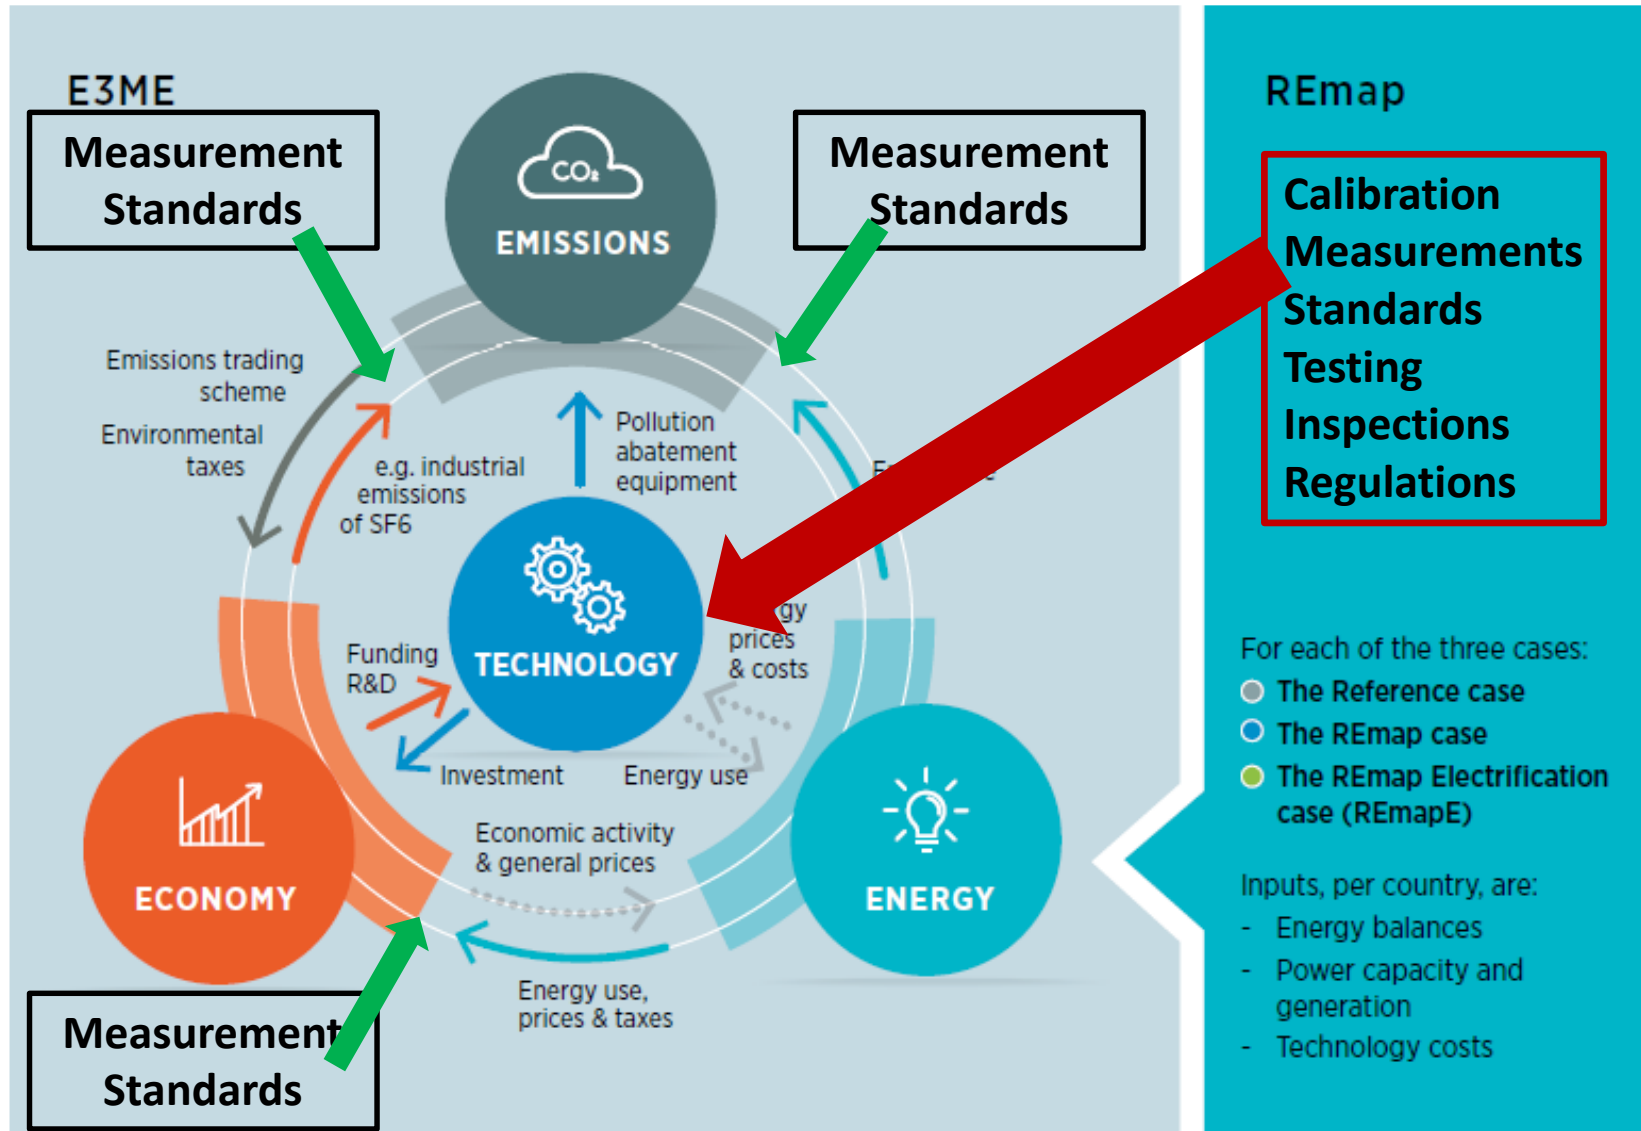 E3ME
Measurement
Standards
CO₂
EMISSIONS
Measurement
Standards
Emissions trading
scheme
Environmental
taxes
e.g. industrial
emissions
of SF6
Pollution
abatement
equipment
TECHNOLOGY
Funding
R&D
Investment
prices
& costs
Energy use
Economic activity
& general prices
ECONOMY
ENERGY
Energy use,
prices & taxes
Measurement
Standards
REmap
Calibration
Measurements
Standards
Testing
Inspections
Regulations
For each of the three cases:
The Reference case
The REmap case
The REmap Electrification
case (REmapE)
Inputs, per country, are:
- Energy balances
- Power capacity and
generation
- Technology costs